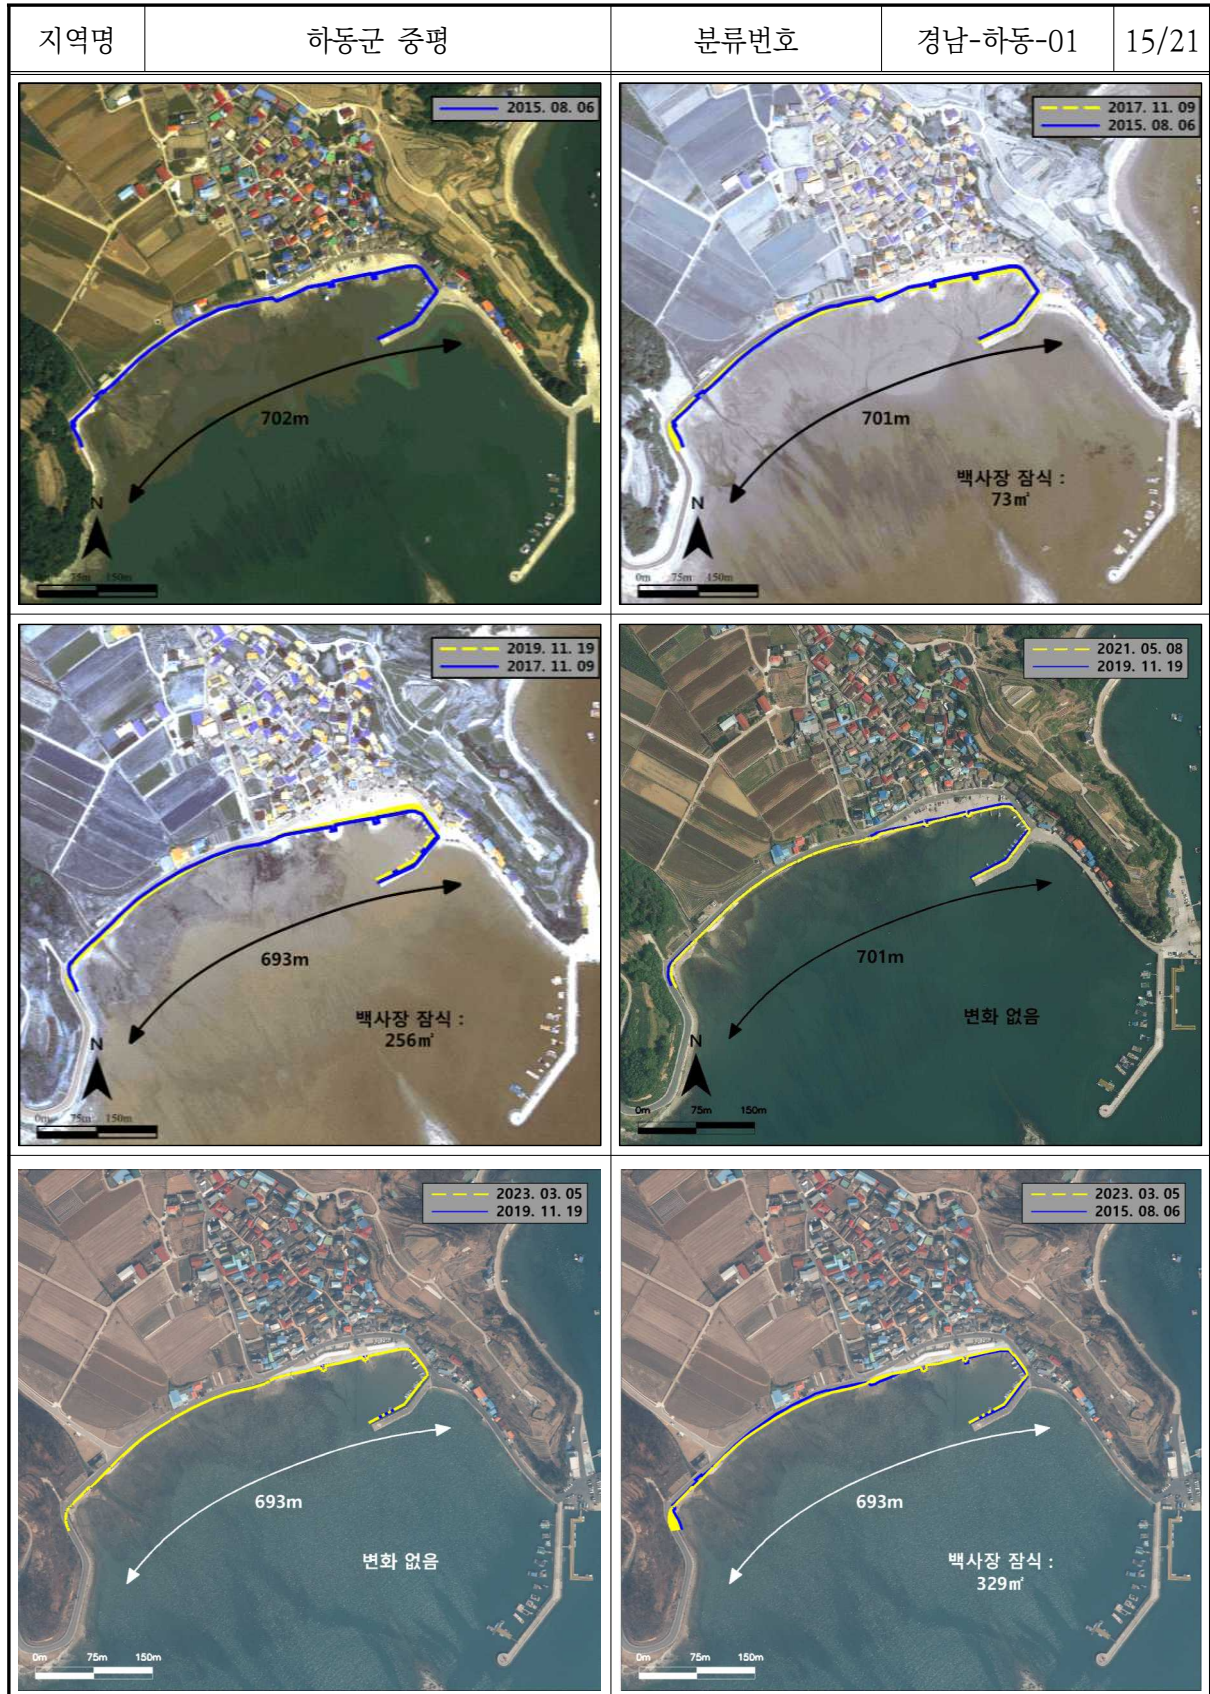 지역명 하동군 중평 분류번호 경남-하동-01 15/21
2015. 08. 06
702m
N
0m 75m 150m
2017. 11. 09
2015. 08. 06
701m
백사장 잠식 :
73㎡
N
0m 75m 150m
2019. 11. 19
2017. 11. 09
693m
백사장 잠식 :
256㎡
N
0m 75m 150m
2021. 05. 08
2019. 11. 19
701m
변화 없음
N
0m 75m 150m
2023. 03. 05
2019. 11. 19
693m
변화 없음
0m 75m 150m
2023. 03. 05
2015. 08. 06
693m
백사장 잠식 :
329㎡
0m 75m 150m